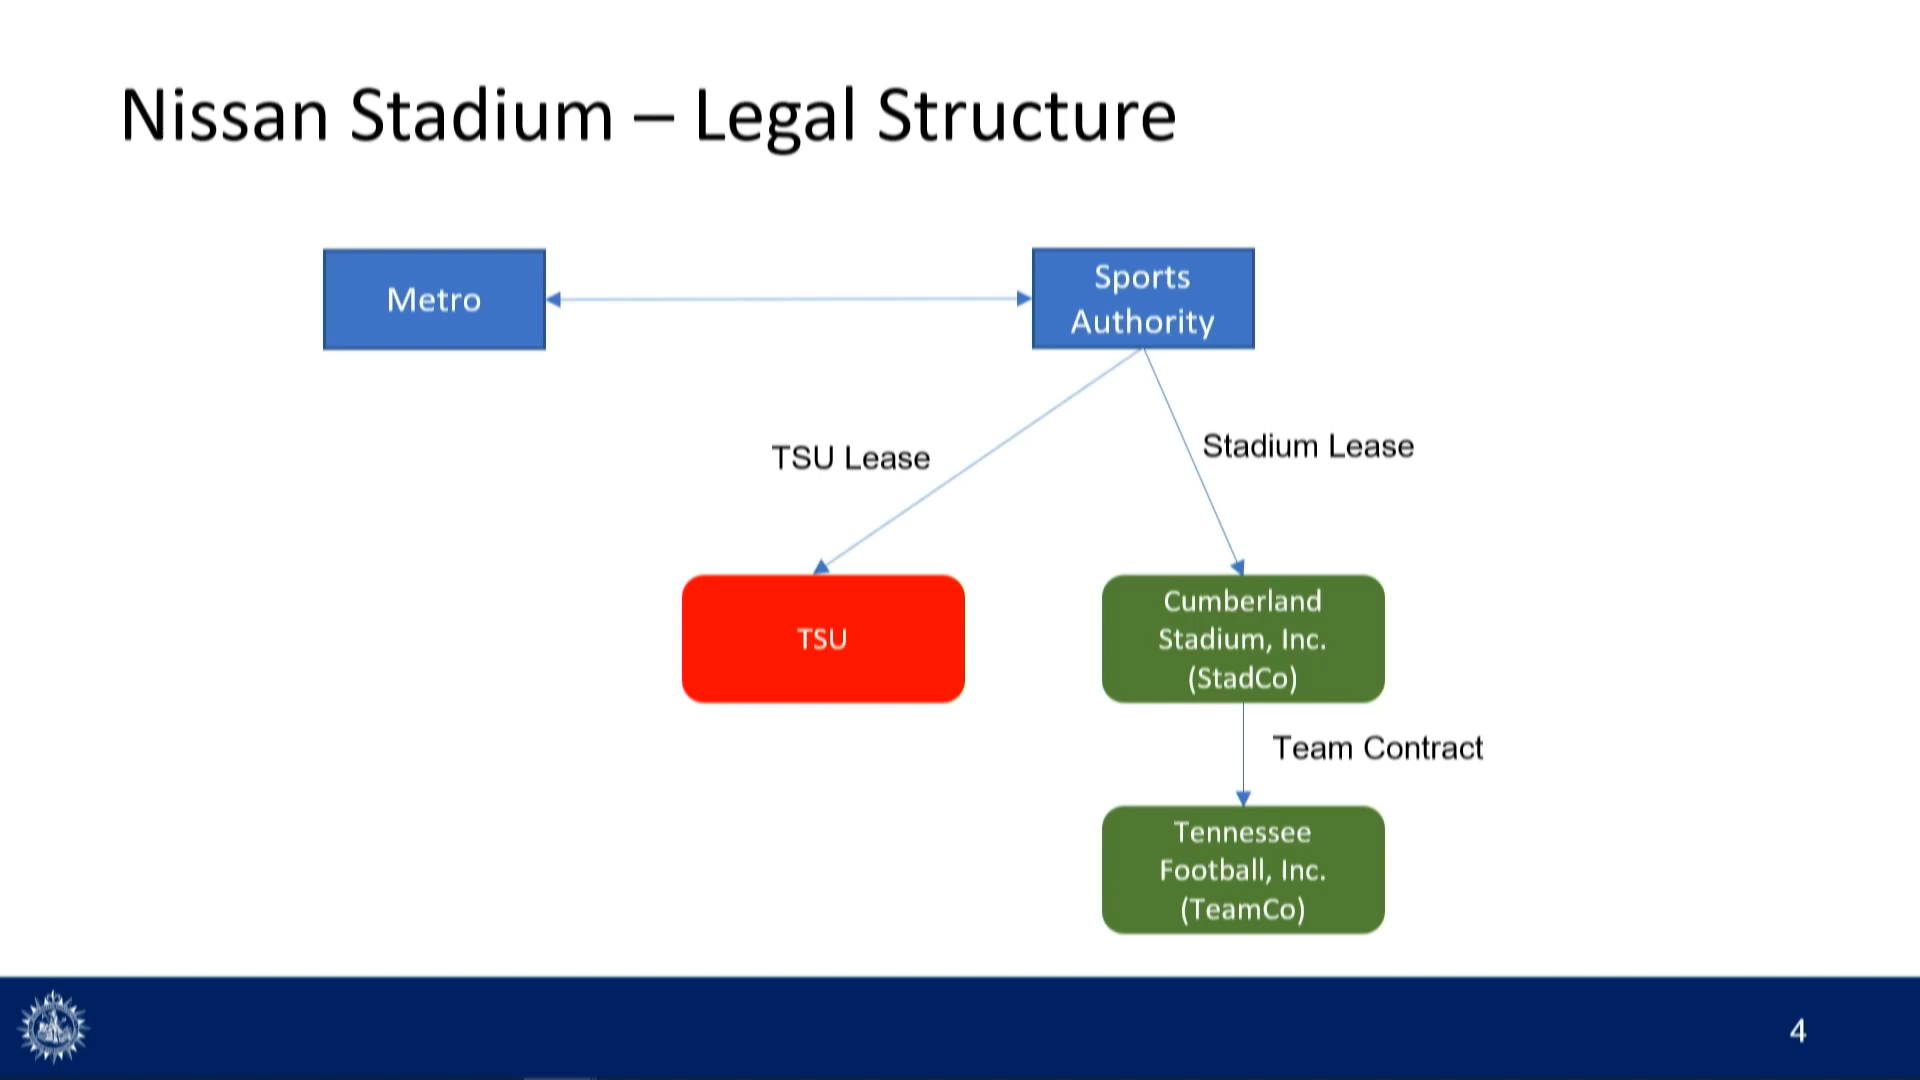 Nissan Stadium – Legal Structure
Metro
Sports
Authority
TSU Lease
Stadium Lease
TSU
Cumberland
Stadium, Inc.
(StadCo)
Team Contract
Tennessee
Football, Inc.
(TeamCo)
4